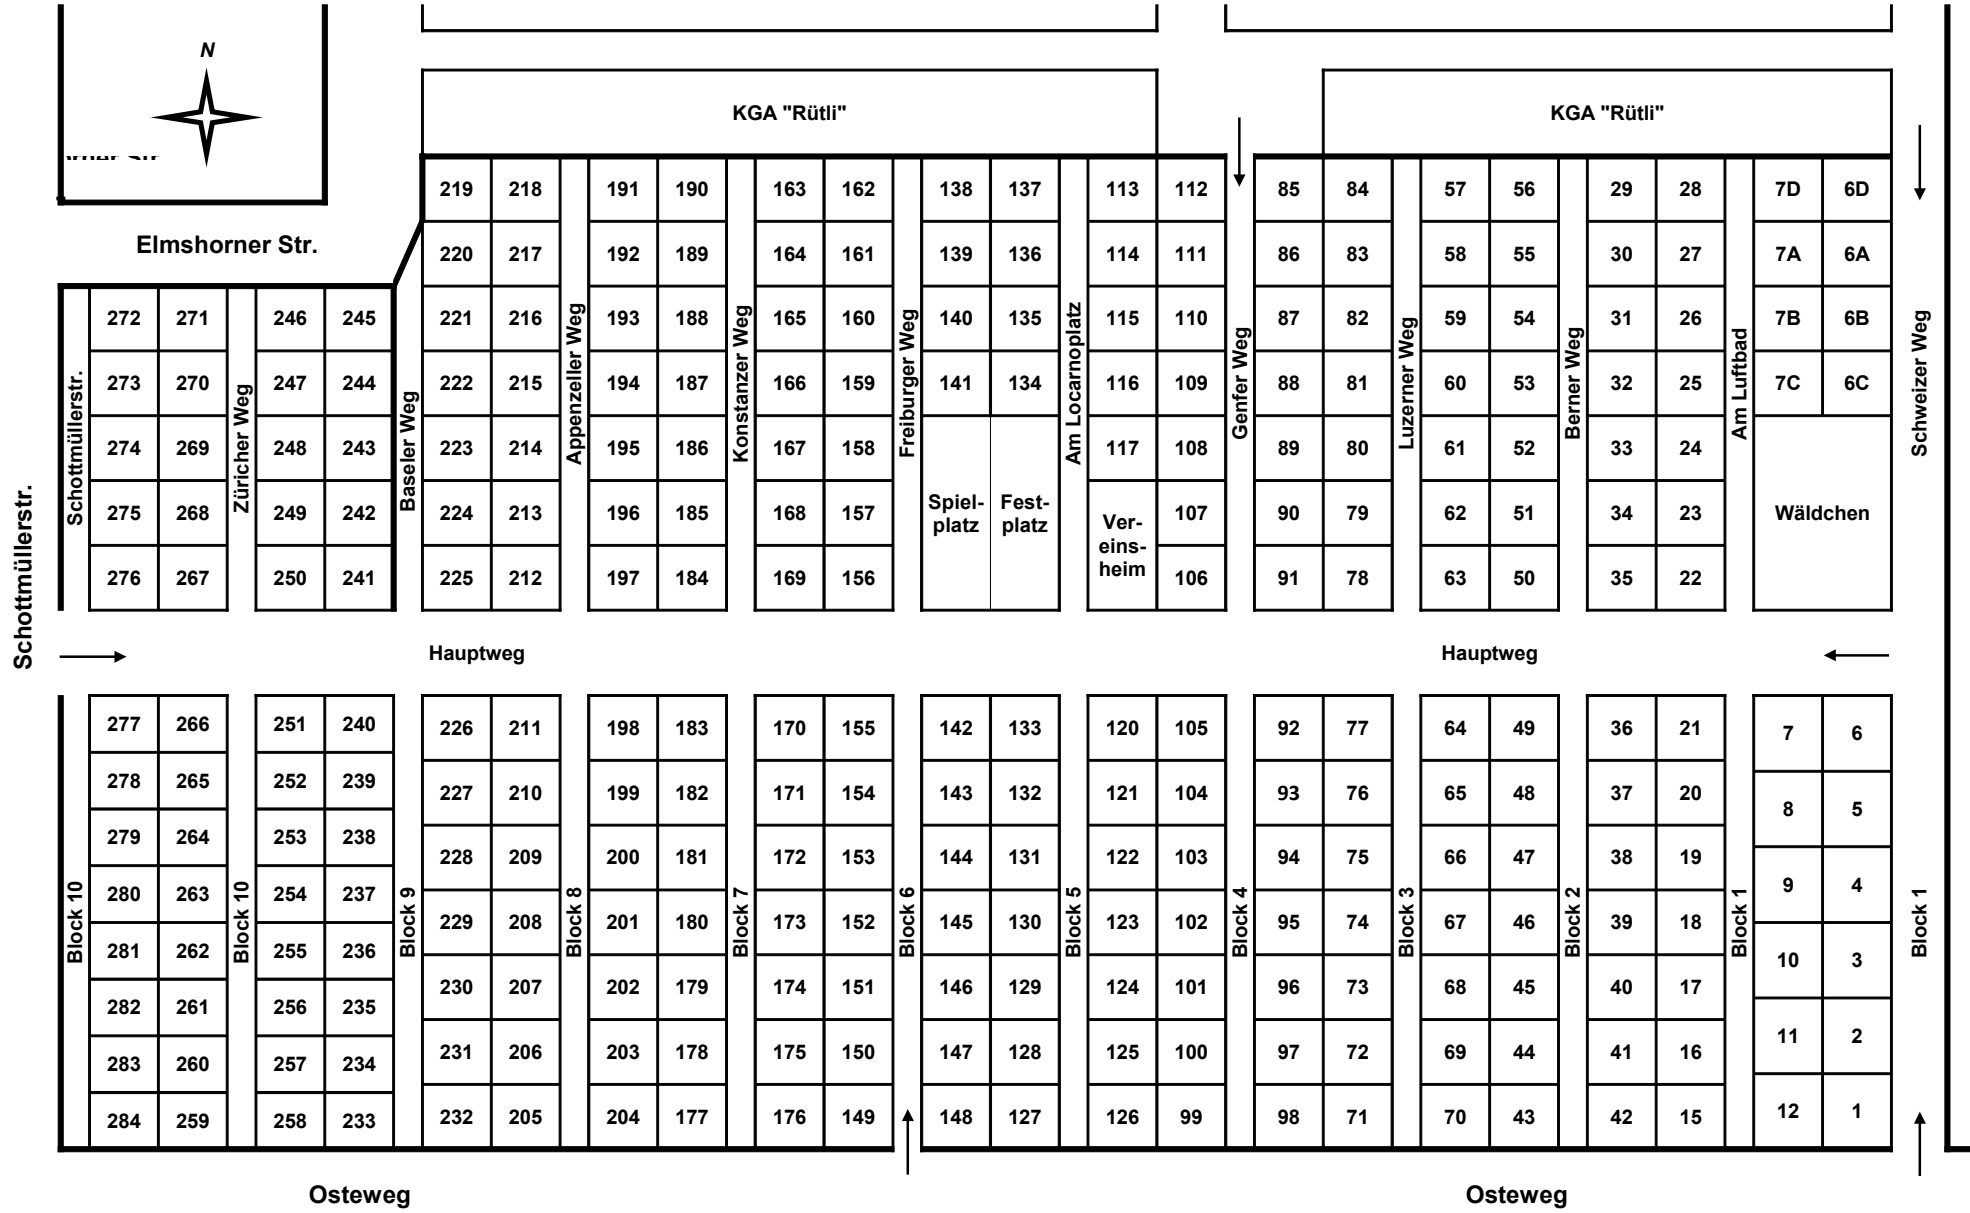 N
KGA "Rütli" KGA "Rütli"
219 218 191 190 163 162 138 137 113 112 85 84 57 56 29 28 7D 6D
Elmshorner Str.
220 217 192 189 164 161 139 136 114 111 86 83 58 55 30 27 7A 6A
272 271 246 245 221 216 193 188 165 160 140 135 115 110 87 82 59 54 31 26 7B 6B
273 270 247 244 222 215 194 187 166 159 141 134 116 109 88 81 60 53 32 25 7C 6C
274 269 248 243 223 214 195 186 167 158 117 108 89 80 61 52 33 24
275 268 249 242 224 213 196 185 168 157 Spiel- Fest- Ver- 107 90 79 62 51 34 23 Wäldchen
platz platz eins-
276 267 250 241 225 212 197 184 169 156 heim 106 91 78 63 50 35 22
Schottmüllerstr.
Schottmüllerstr.
Züricher Weg
Baseler Weg
Appenzeller Weg
Konstanzer Weg
Freiburger Weg
Am Locarnoplatz
Genfer Weg
Luzerner Weg
Berner Weg
Am Luftbad
Schweizer Weg
Hauptweg Hauptweg
277 266 251 240 226 211 198 183 170 155 142 133 120 105 92 77 64 49 36 21 7 6
278 265 252 239 227 210 199 182 171 154 143 132 121 104 93 76 65 48 37 20 8 5
279 264 253 238 228 209 200 181 172 153 144 131 122 103 94 75 66 47 38 19 9 4
280 263 254 237 229 208 201 180 173 152 145 130 123 102 95 74 67 46 39 18 10 3
281 262 255 236 230 207 202 179 174 151 146 129 124 101 96 73 68 45 40 17 11 2
282 261 256 235 231 206 203 178 175 150 147 128 125 100 97 72 69 44 41 16 12 1
283 260 257 234 232 205 204 177 176 149 148 127 126 99 98 71 70 43 42 15
284 259 258 233
Block 10
Block 10
Block 9
Block 8
Block 7
Block 6
Block 5
Block 4
Block 3
Block 2
Block 1
Block 1
Osteweg Osteweg